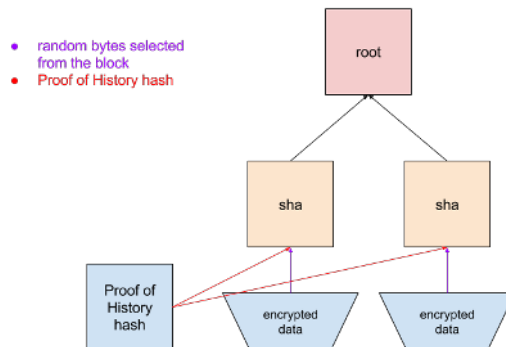 random bytes selected
from the block
Proof of History hash
root
sha
sha
Proof of
History
hash
encrypted
data
encrypted
data